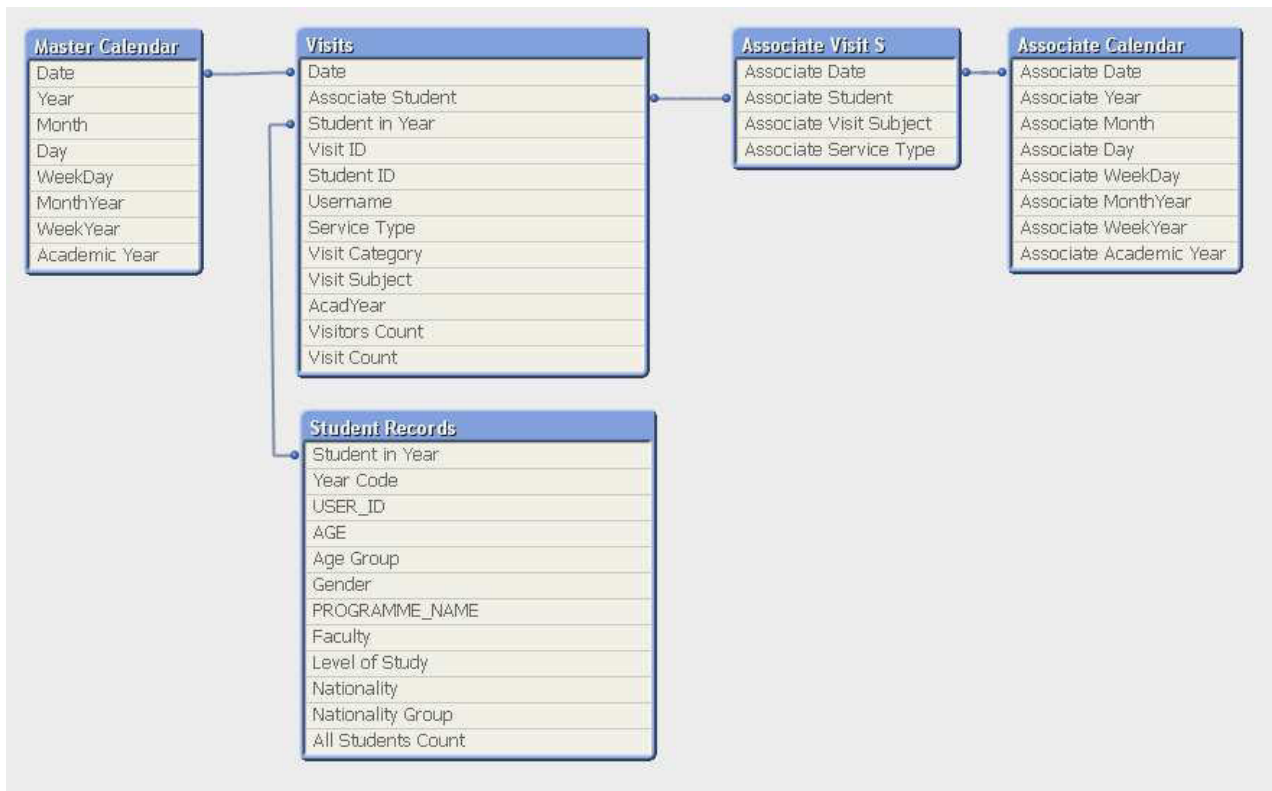 Master Calendar
Date
Year
Month
Day
WeekDay
MonthYear
WeekYear
Academic Year
Visits
Date
Associate Student
Student in Year
Visit ID
Student ID
Username
Service Type
Visit Category
Visit Subject
AcadYear
Visitors Count
Visit Count
Associate Visit S
Associate Date
Associate Student
Associate Visit Subject
Associate Service Type
Associate Calendar
Associate Date
Associate Year
Associate Month
Associate Day
Associate WeekDay
Associate MonthYear
Associate WeekYear
Associate Academic Year
Student Records
Student in Year
Year Code
USER_ID
AGE
Age Group
Gender
PROGRAMME_NAME
Faculty
Level of Study
Nationality
Nationality Group
All Students Count